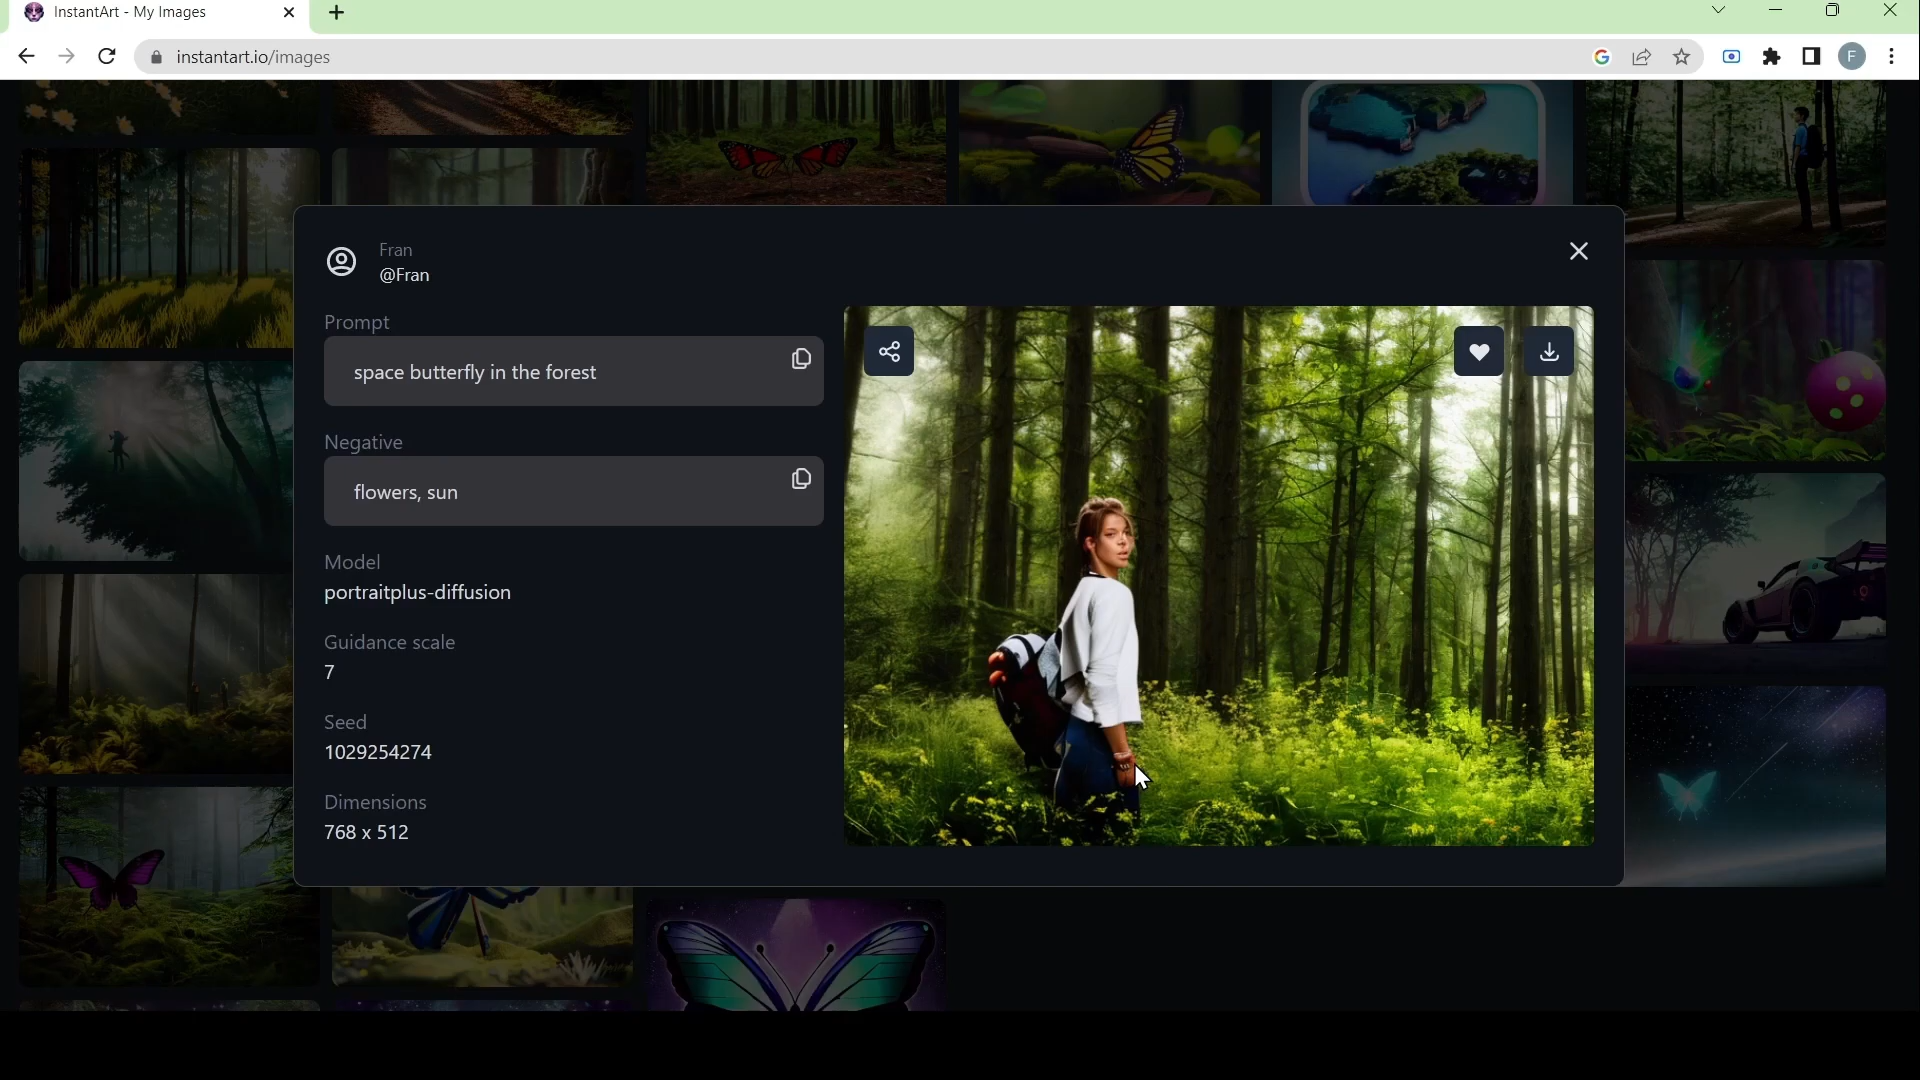 InstantArt - My Images
instantart.io/images
F
Fran
@Fran
Prompt
space butterfly in the forest
Negative
flowers, sun
Model
portraitplus-diffusion
Guidance scale
7
Seed
1029254274
Dimensions
768 x 512